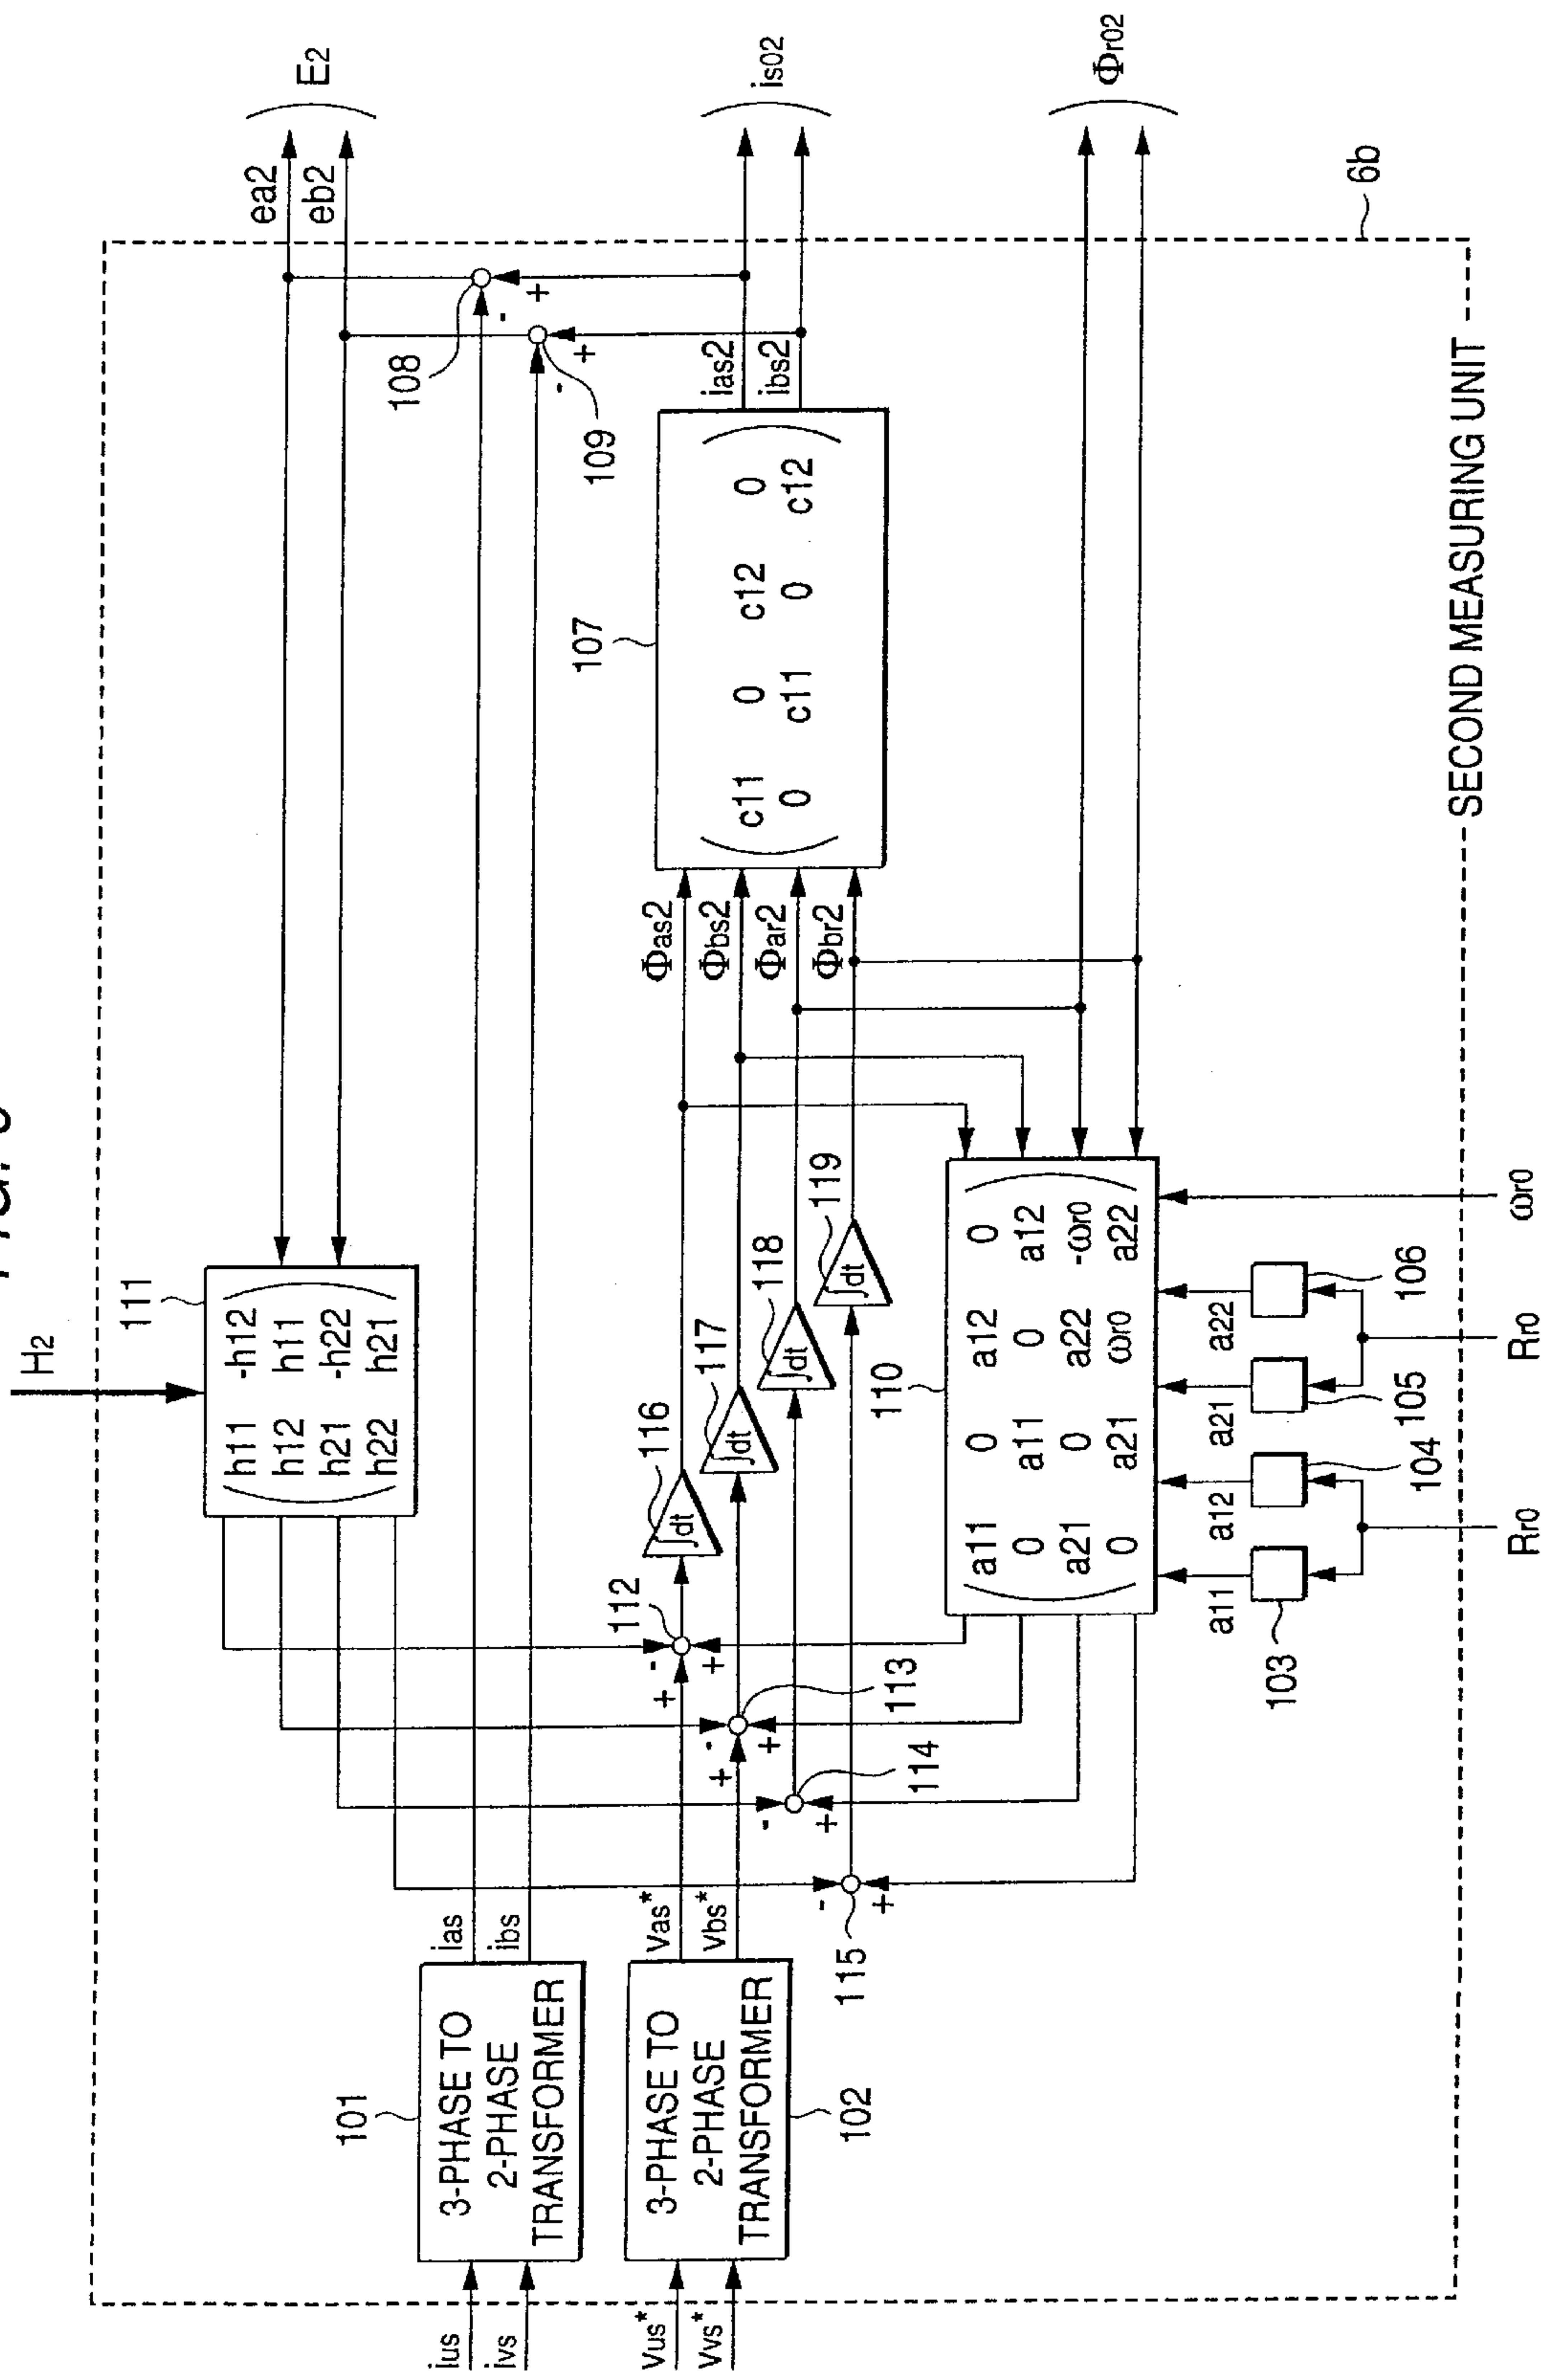 H2
111
h11 -h12
h12 h11
h21 -h22
h22 h21
ea2
eb2
E2
ius
ivs
101
3-PHASE TO
2-PHASE
TRANSFORMER
ias
ibs
108
-
+
109
-
+
Vus*
Vvs*
102
3-PHASE TO
2-PHASE
TRANSFORMER
Vas*
Vbs*
112
+
-
+
113
+
-
+
114
-
+
115
-
+
116
∫dt
117
∫dt
118
∫dt
119
∫dt
Φas2
Φbs2
Φar2
Φbr2
107
c11 0 c12 0
0 c11 0 c12
ias2
ibs2
is02
Φr02
110
a11 0 a12 0
0 a11 0 a12
a21 0 a22 -ωr0
0 a21 ωr0 a22
a11
a12
a21
a22
103
104
105
106
Rr0
Rr0
ωr0
SECOND MEASURING UNIT
6b